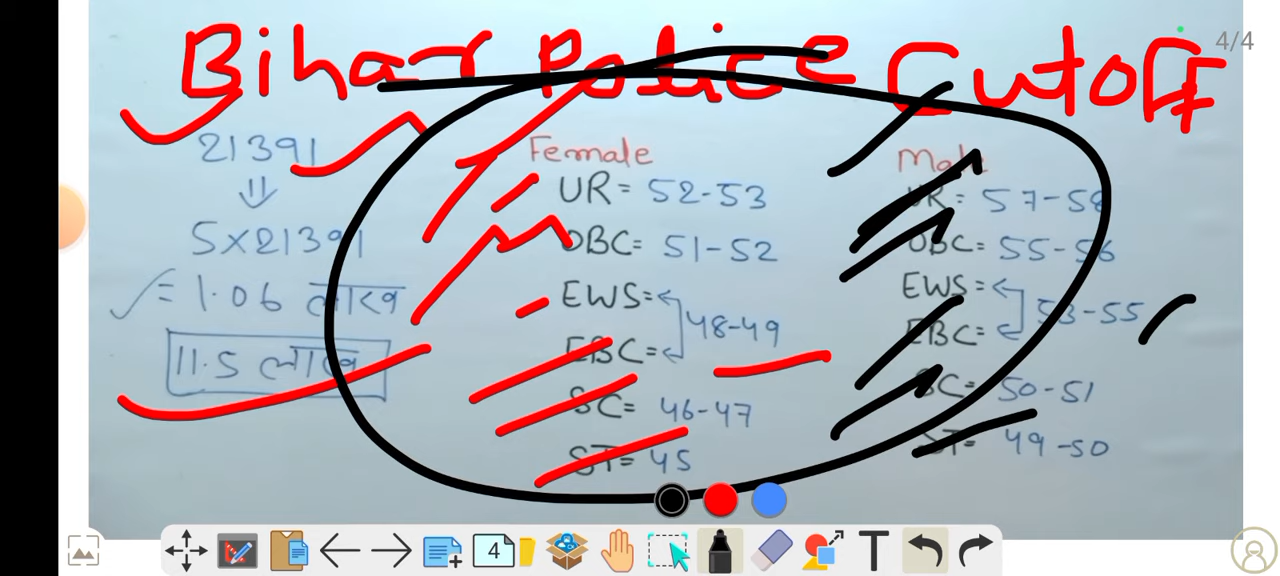 Bihar Police Cutoff
4/4
21391
⇓
5×21391
= 1.06 लाख
11.5 लाख
Female
UR = 52-53
OBC = 51-52
EWS =
48-49
EBC =
SC = 46-47
ST = 45
Male
UR = 57-58
OBC = 55-56
EWS =
53-55
EBC =
SC = 50-51
ST = 49-50
4
T